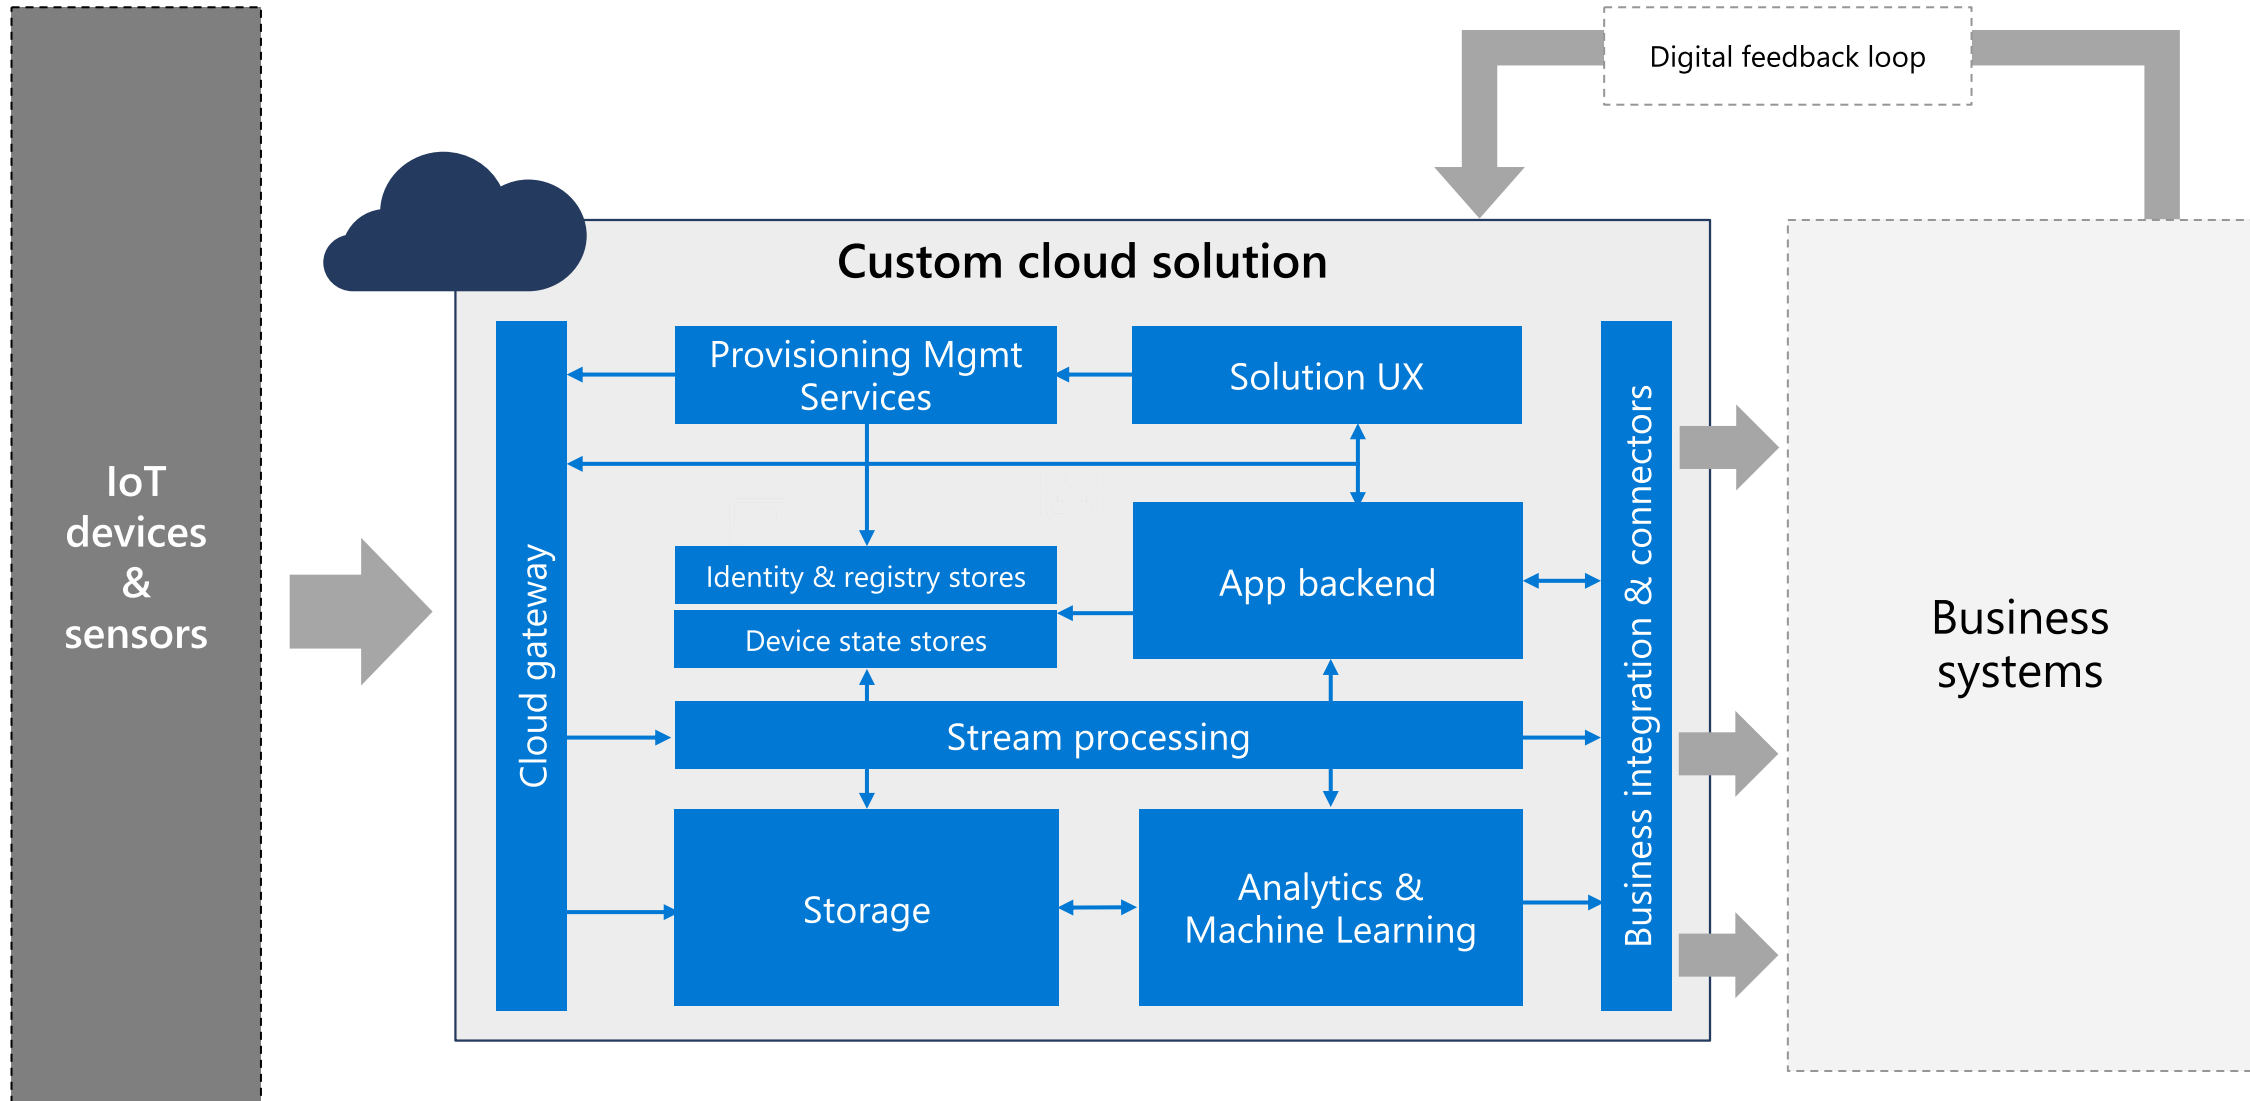 Digital feedback loop
Custom cloud solution
IoT
devices
&
sensors
Cloud gateway
Provisioning Mgmt
Services
Solution UX
Identity & registry stores
Device state stores
App backend
Stream processing
Storage
Analytics &
Machine Learning
Business integration & connectors
Business
systems